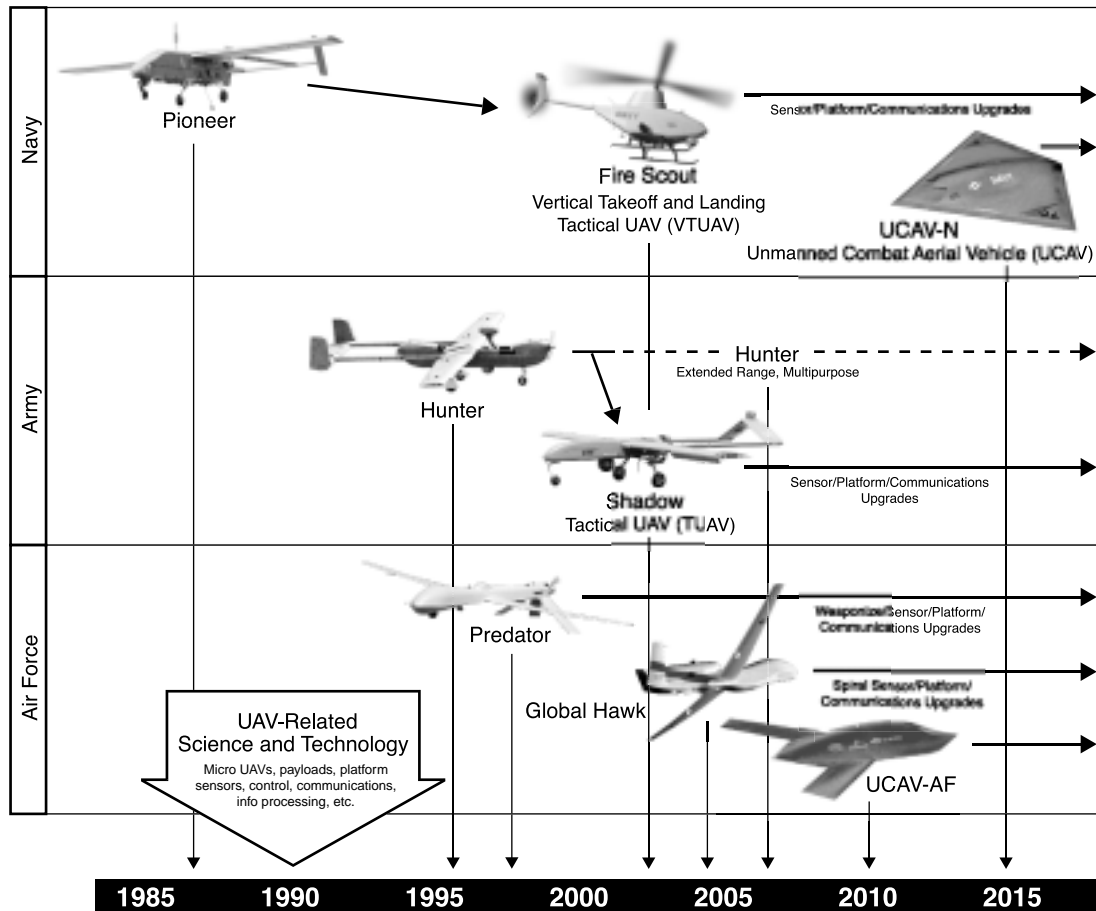 Navy
Pioneer
Fire Scout
Vertical Takeoff and Landing
Tactical UAV (VTUAV)
Sensor/Platform/Communications Upgrades
UCAV-N
Unmanned Combat Aerial Vehicle (UCAV)
Army
Hunter
Hunter
Extended Range, Multipurpose
Shadow
Tactical UAV (TUAV)
Sensor/Platform/Communications
Upgrades
Air Force
Predator
Weaponize/Sensor/Platform/
Communications Upgrades
Global Hawk
Spiral Sensor/Platform/
Communications Upgrades
UCAV-AF
UAV-Related
Science and Technology
Micro UAVs, payloads, platform
sensors, control, communications,
info processing, etc.
1985 1990 1995 2000 2005 2010 2015